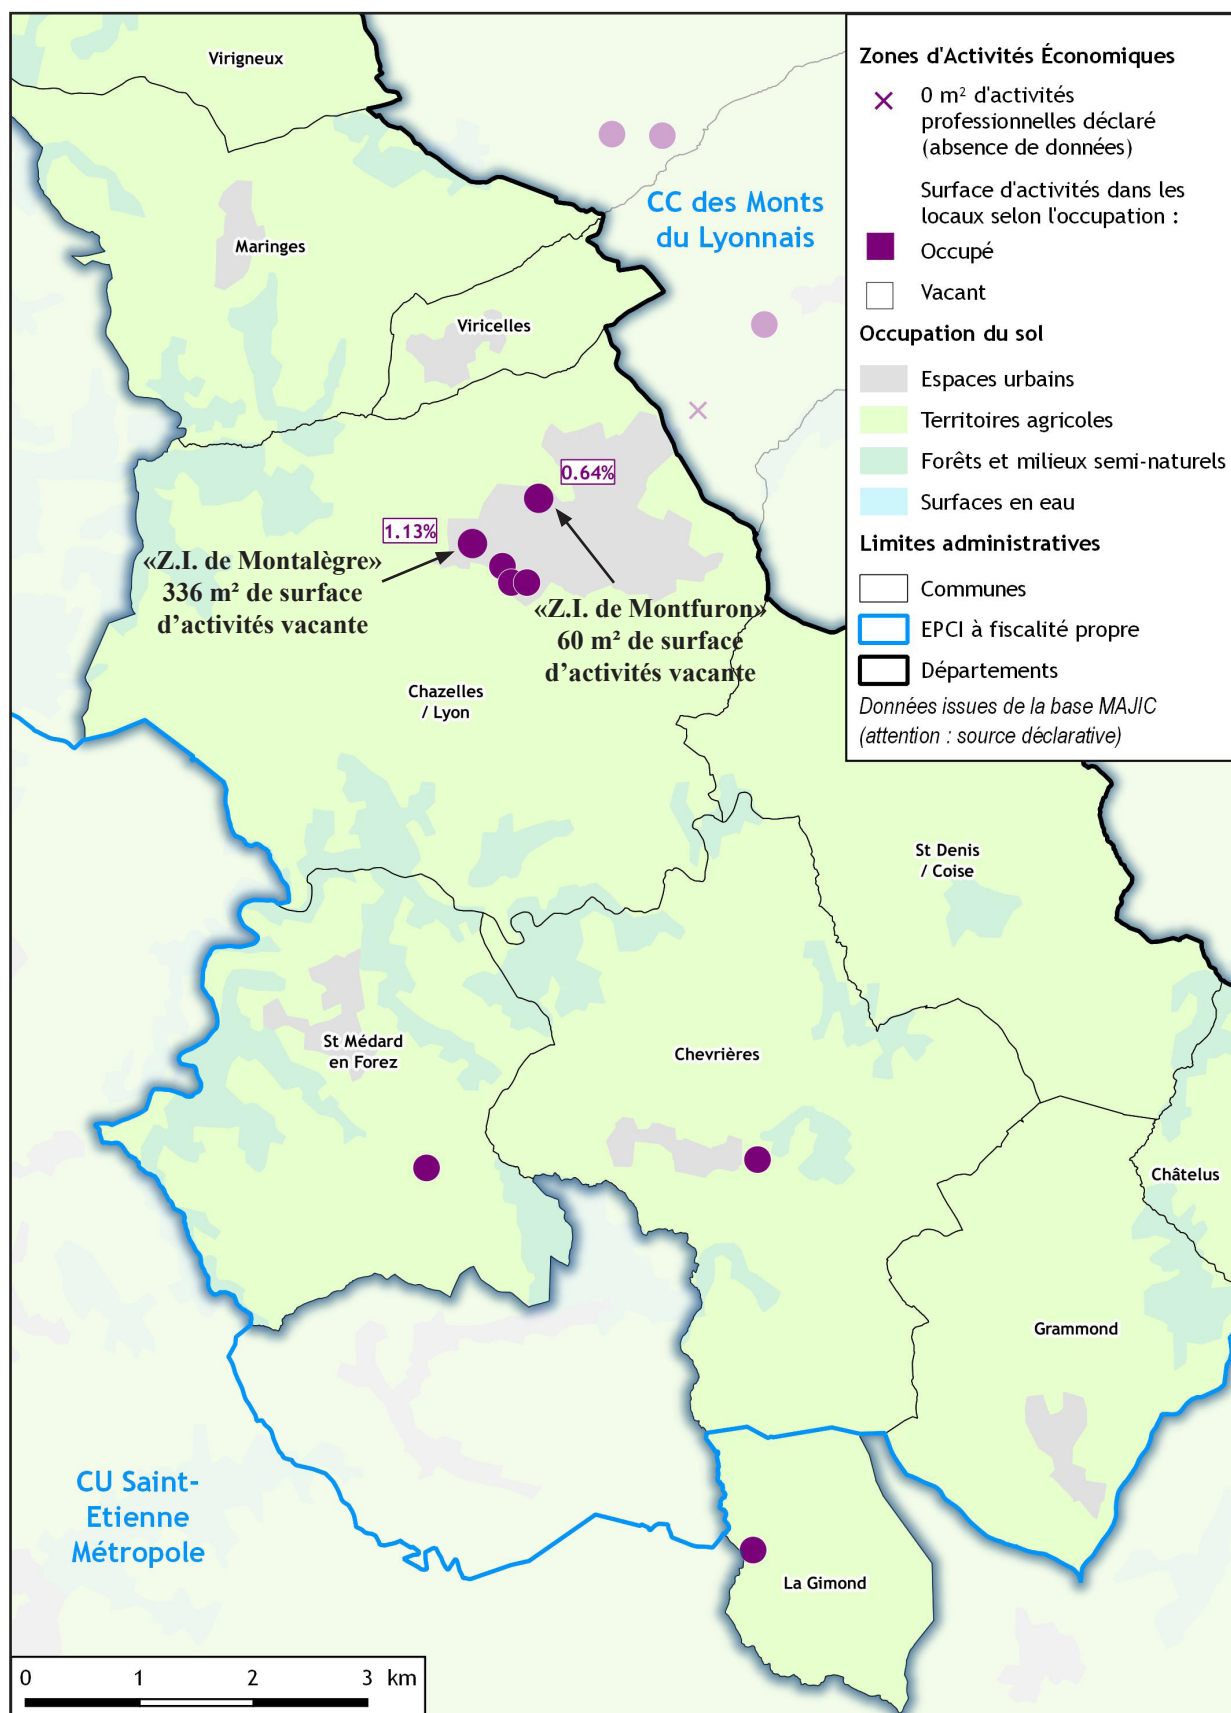 Virigneux
Maringes
CC des Monts
du Lyonnais
Viricelles
0.64%
1.13%
«Z.I. de Montalègre»
336 m² de surface
d’activités vacante
«Z.I. de Montfuron»
60 m² de surface
d’activités vacante
Chazelles
/ Lyon
St Denis
/ Coise
St Médard
en Forez
Chevrières
Châtelus
Grammond
CU Saint-
Etienne
Métropole
La Gimond
0 1 2 3 km
Zones d'Activités Économiques
0 m² d'activités
professionnelles déclaré
(absence de données)
Surface d'activités dans les
locaux selon l'occupation :
Occupé
Vacant
Occupation du sol
Espaces urbains
Territoires agricoles
Forêts et milieux semi-naturels
Surfaces en eau
Limites administratives
Communes
EPCI à fiscalité propre
Départements
Données issues de la base MAJIC
(attention : source déclarative)